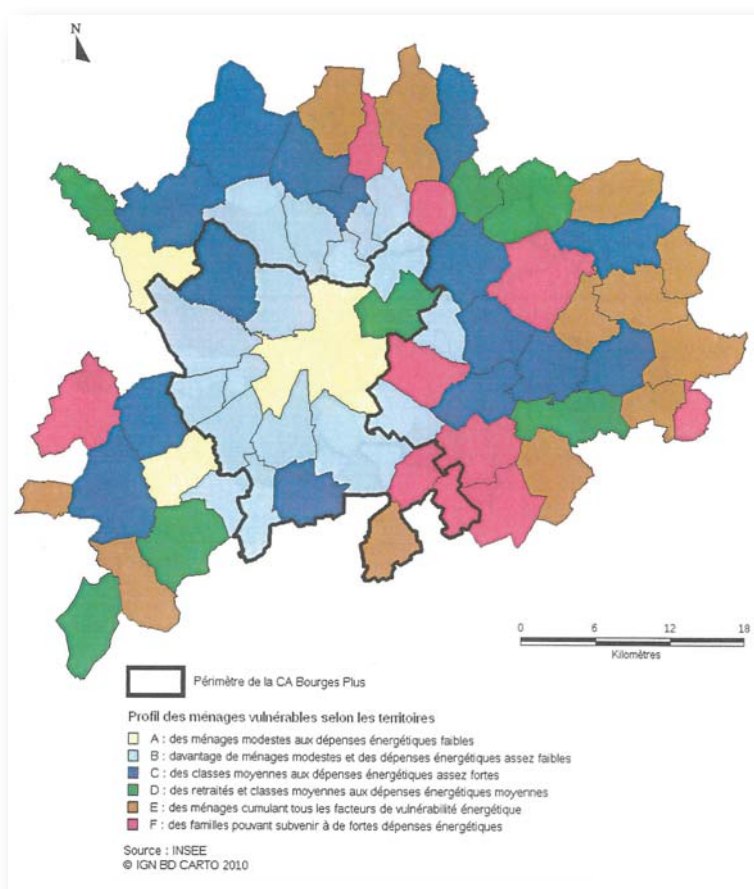 N
0 6 12 18
Kilomètres
Périmètre de la CA Bourges Plus
Profil des ménages vulnérables selon les territoires
A : des ménages modestes aux dépenses énergétiques faibles
B : davantage de ménages modestes et des dépenses énergétiques assez faibles
C : des classes moyennes aux dépenses énergétiques assez fortes
D : des retraités et classes moyennes aux dépenses énergétiques moyennes
E : des ménages cumulant tous les facteurs de vulnérabilité énergétique
F : des familles pouvant subvenir à de fortes dépenses énergétiques
Source : INSEE
© IGN BD CARTO 2010